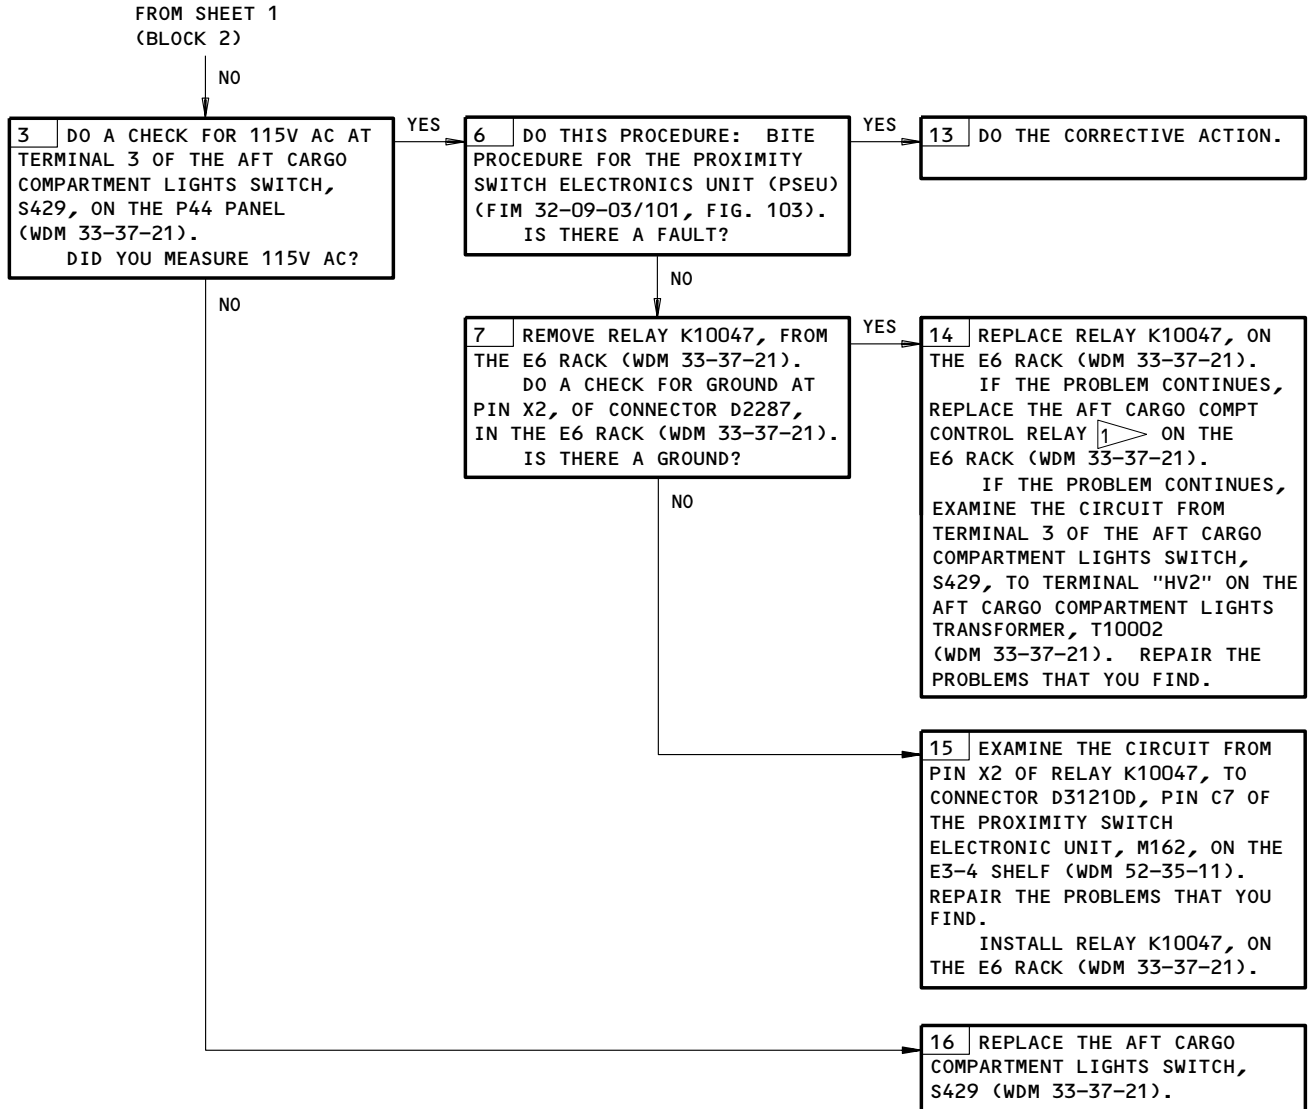 FROM SHEET 1
(BLOCK 2)
NO
3 DO A CHECK FOR 115V AC AT
TERMINAL 3 OF THE AFT CARGO
COMPARTMENT LIGHTS SWITCH,
S429, ON THE P44 PANEL
(WDM 33-37-21).
DID YOU MEASURE 115V AC?
YES
NO
6 DO THIS PROCEDURE: BITE
PROCEDURE FOR THE PROXIMITY
SWITCH ELECTRONICS UNIT (PSEU)
(FIM 32-09-03/101, FIG. 103).
IS THERE A FAULT?
YES
NO
13 DO THE CORRECTIVE ACTION.
7 REMOVE RELAY K10047, FROM
THE E6 RACK (WDM 33-37-21).
DO A CHECK FOR GROUND AT
PIN X2, OF CONNECTOR D2287,
IN THE E6 RACK (WDM 33-37-21).
IS THERE A GROUND?
YES
NO
14 REPLACE RELAY K10047, ON
THE E6 RACK (WDM 33-37-21).
IF THE PROBLEM CONTINUES,
REPLACE THE AFT CARGO COMPT
CONTROL RELAY 1 ON THE
E6 RACK (WDM 33-37-21).
IF THE PROBLEM CONTINUES,
EXAMINE THE CIRCUIT FROM
TERMINAL 3 OF THE AFT CARGO
COMPARTMENT LIGHTS SWITCH,
S429, TO TERMINAL "HV2" ON THE
AFT CARGO COMPARTMENT LIGHTS
TRANSFORMER, T10002
(WDM 33-37-21). REPAIR THE
PROBLEMS THAT YOU FIND.
15 EXAMINE THE CIRCUIT FROM
PIN X2 OF RELAY K10047, TO
CONNECTOR D31210D, PIN C7 OF
THE PROXIMITY SWITCH
ELECTRONIC UNIT, M162, ON THE
E3-4 SHELF (WDM 52-35-11).
REPAIR THE PROBLEMS THAT YOU
FIND.
INSTALL RELAY K10047, ON
THE E6 RACK (WDM 33-37-21).
16 REPLACE THE AFT CARGO
COMPARTMENT LIGHTS SWITCH,
S429 (WDM 33-37-21).